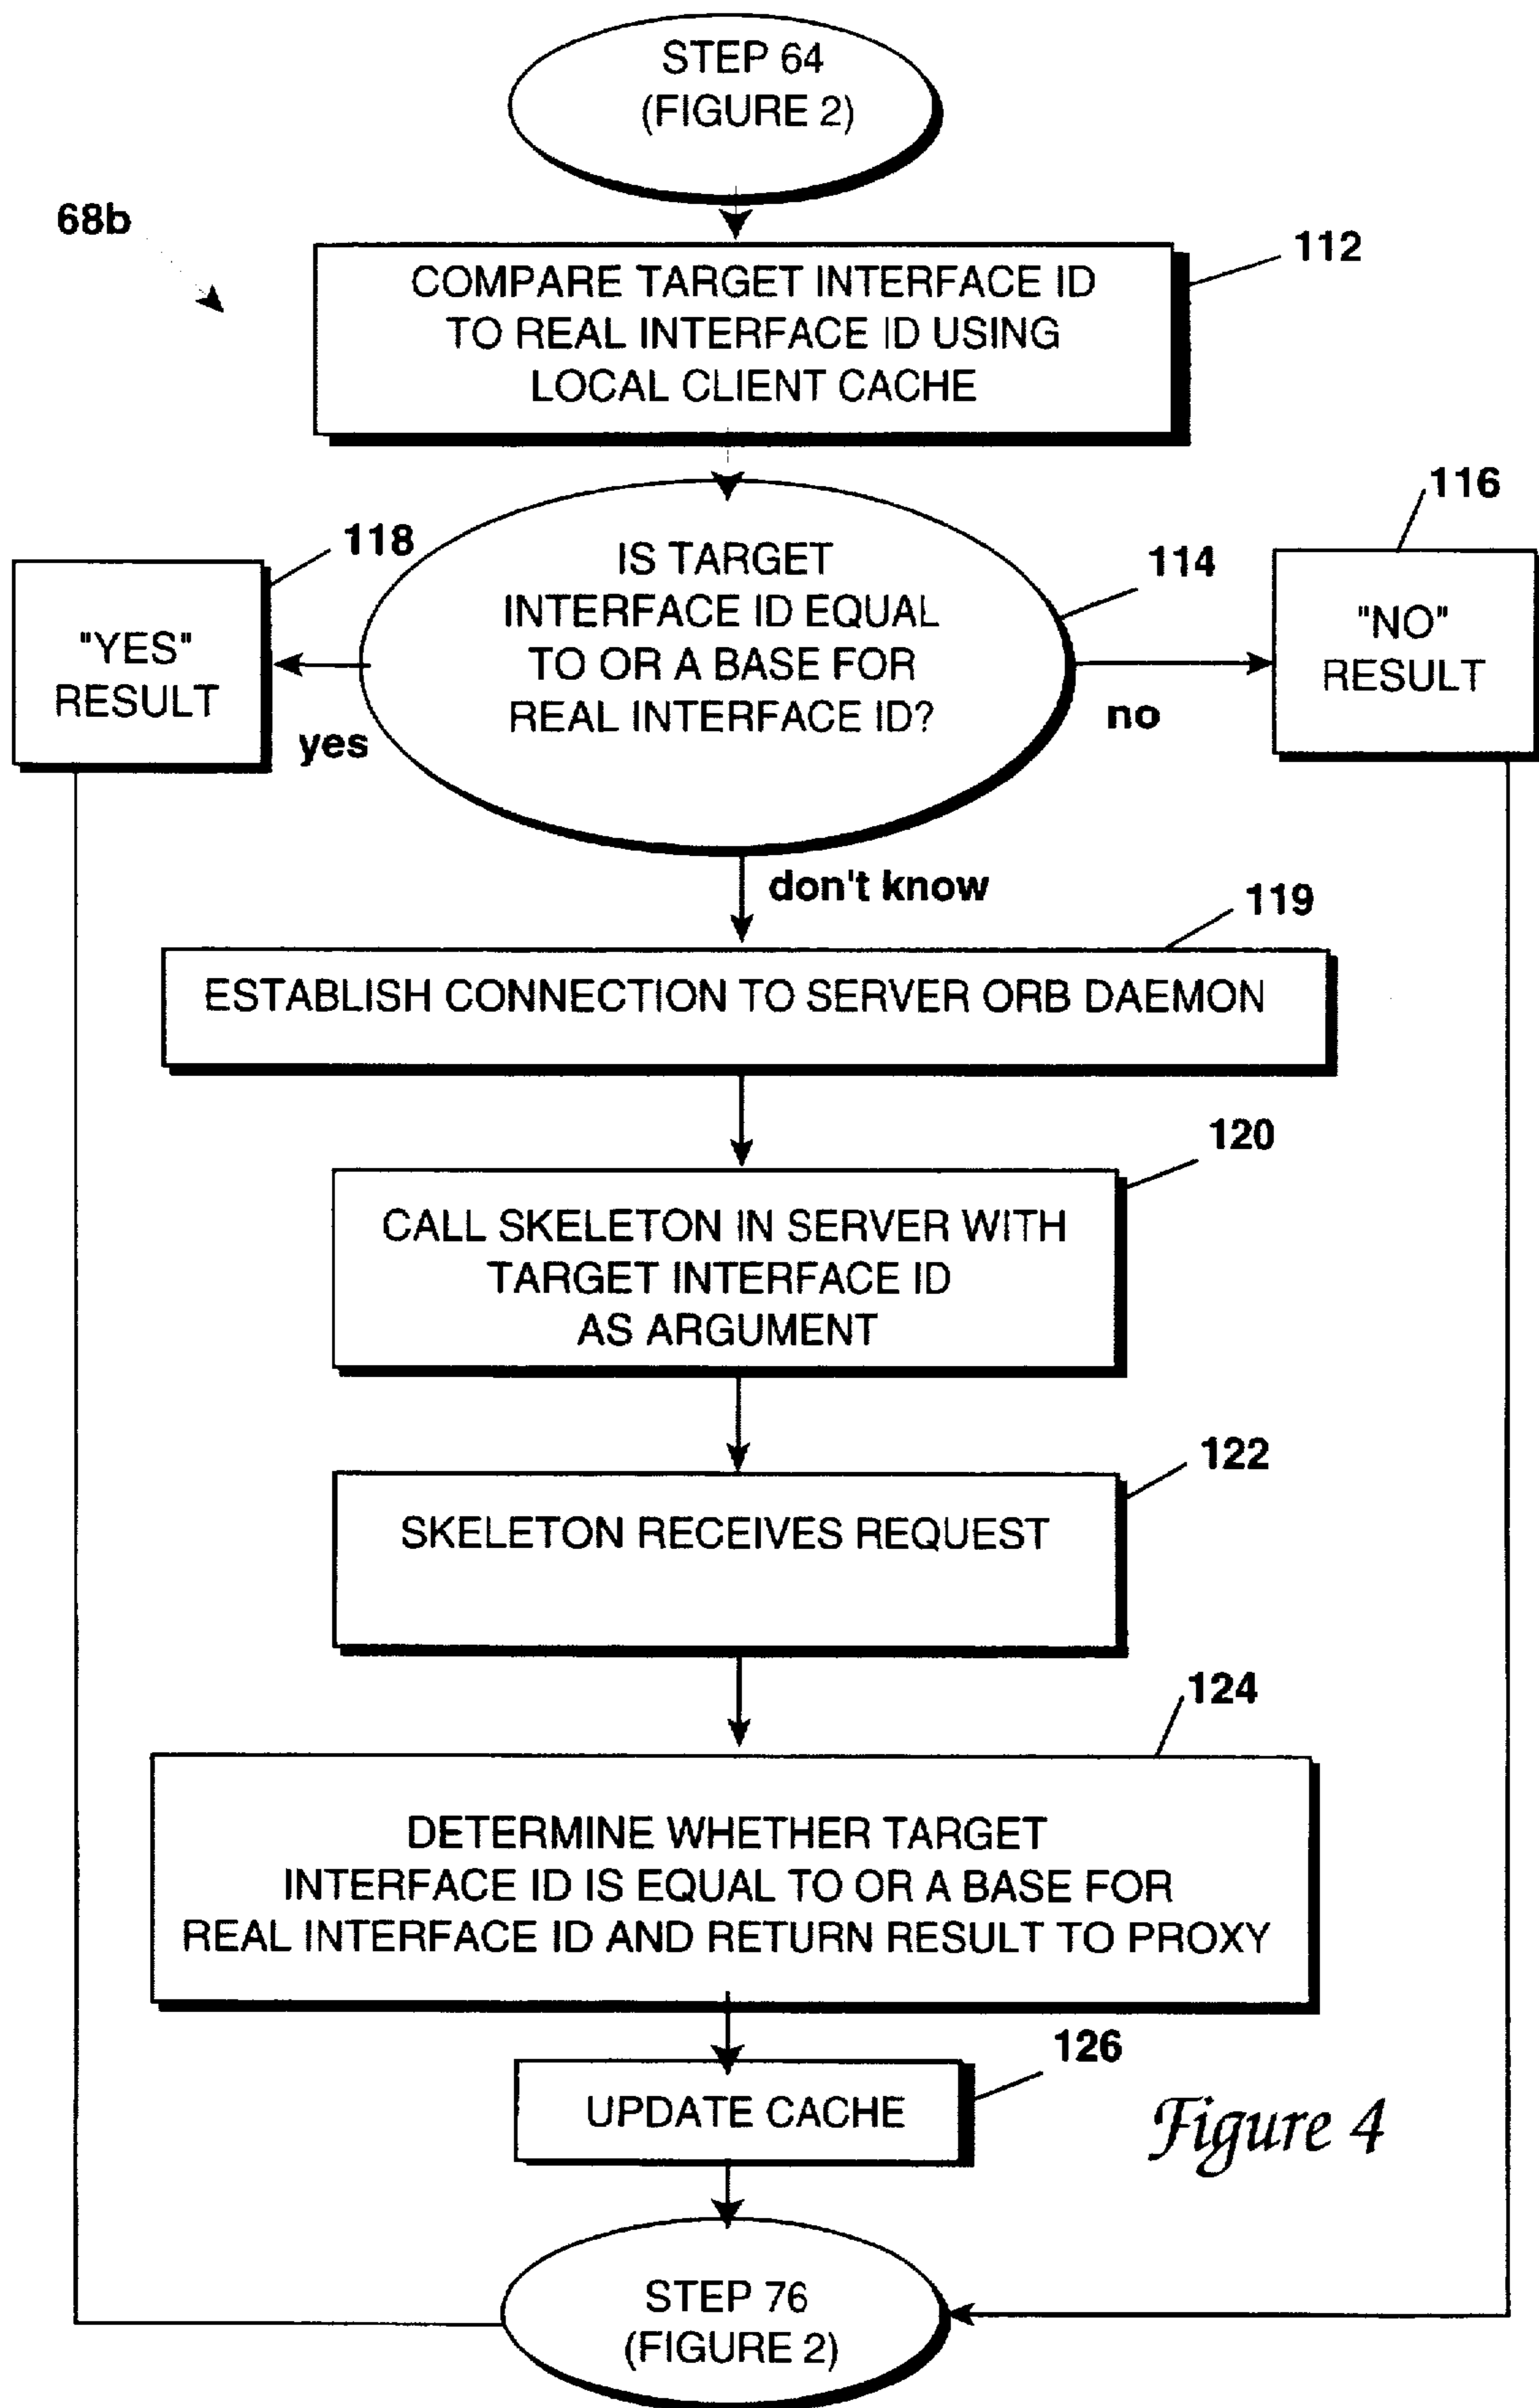 STEP 64
(FIGURE 2)
68b
112
COMPARE TARGET INTERFACE ID
TO REAL INTERFACE ID USING
LOCAL CLIENT CACHE
116
118
IS TARGET
INTERFACE ID EQUAL
TO OR A BASE FOR
REAL INTERFACE ID?
114
"YES"
RESULT
"NO"
RESULT
yes
no
don't know
119
ESTABLISH CONNECTION TO SERVER ORB DAEMON
120
CALL SKELETON IN SERVER WITH
TARGET INTERFACE ID
AS ARGUMENT
122
SKELETON RECEIVES REQUEST
124
DETERMINE WHETHER TARGET
INTERFACE ID IS EQUAL TO OR A BASE FOR
REAL INTERFACE ID AND RETURN RESULT TO PROXY
126
UPDATE CACHE
Figure 4
STEP 76
(FIGURE 2)